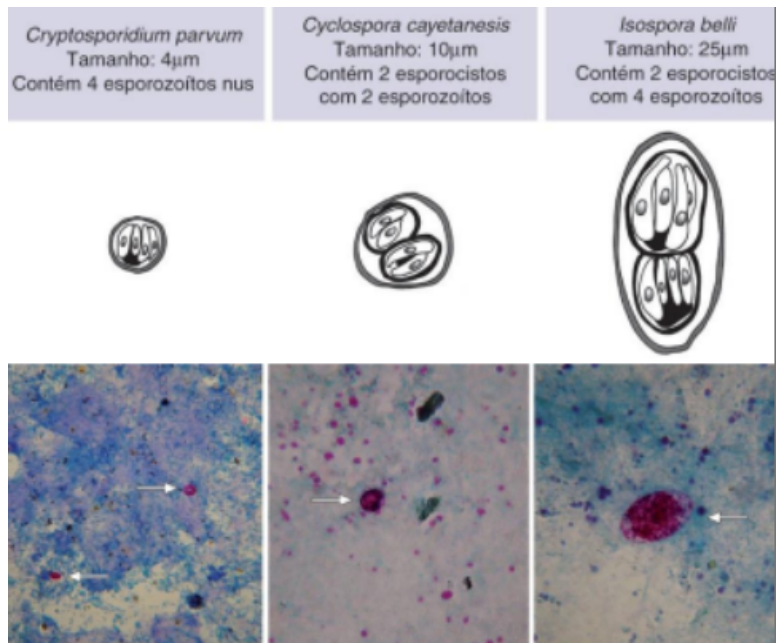 Cryptosporidium parvum
Tamanho: 4μm
Contém 4 esporozoítos nus
Cyclospora cayetanesis
Tamanho: 10μm
Contém 2 esporocistos
com 2 esporozoítos
Isospora belli
Tamanho: 25μm
Contém 2 esporocistos
com 4 esporozoítos